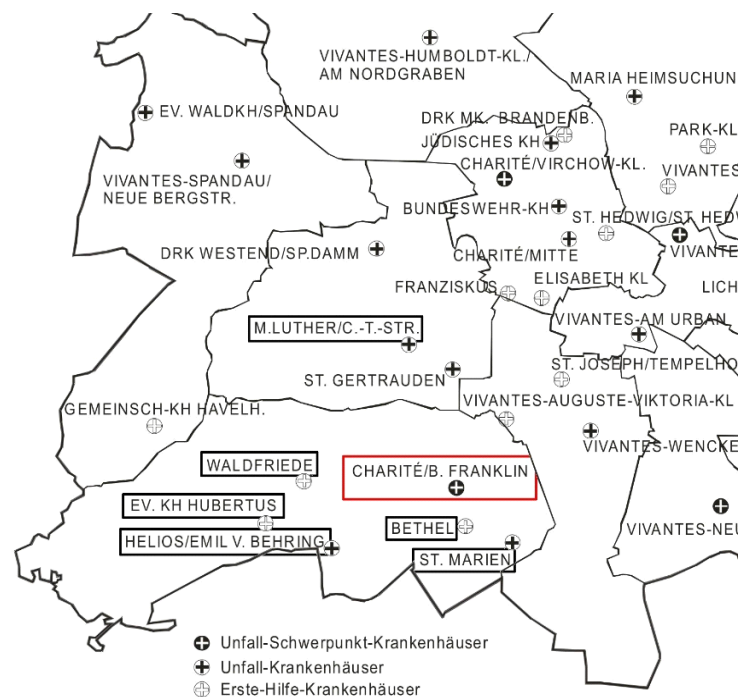 VIVANTES-HUMBOLDT-KL./
AM NORDGRABEN
MARIA HEIMSUCHUN
EV. WALDKH/SPANDAU
DRK MK. BRANDENB.
PARK-KL
JÜDISCHES KH
CHARITÉ/VIRCHOW-KL.
VIVANTES
VIVANTES-SPANDAU/
NEUE BERGSTR.
BUNDESWEHR-KH
ST. HEDWIG/ST. HEDW
DRK WESTEND/SP.DAMM
CHARITÉ/MITTE
VIVANTE
FRANZISKUS
ELISABETH KL
LICH
M.LUTHER/C.-T.-STR.
VIVANTES-AM URBAN
ST. GERTRAUDEN
ST. JOSEPH/TEMPELHO
GEMEINSCH-KH HAVELH.
VIVANTES-AUGUSTE-VIKTORIA-KL
VIVANTES-WENCKE
WALDFRIEDE
CHARITÉ/B. FRANKLIN
EV. KH HUBERTUS
BETHEL
VIVANTES-NEU
HELIOS/EMIL V. BEHRING
ST. MARIEN
Unfall-Schwerpunkt-Krankenhäuser
Unfall-Krankenhäuser
Erste-Hilfe-Krankenhäuser